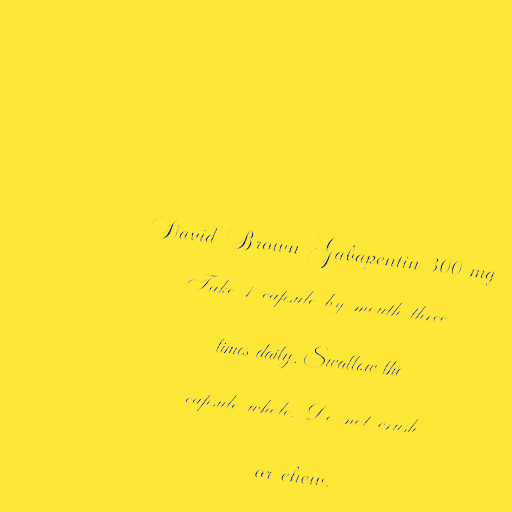 David Brown Gabapentin 300 mg
Take 1 capsule by mouth three
times daily. Swallow the
capsule whole. Do not crush
or chew.